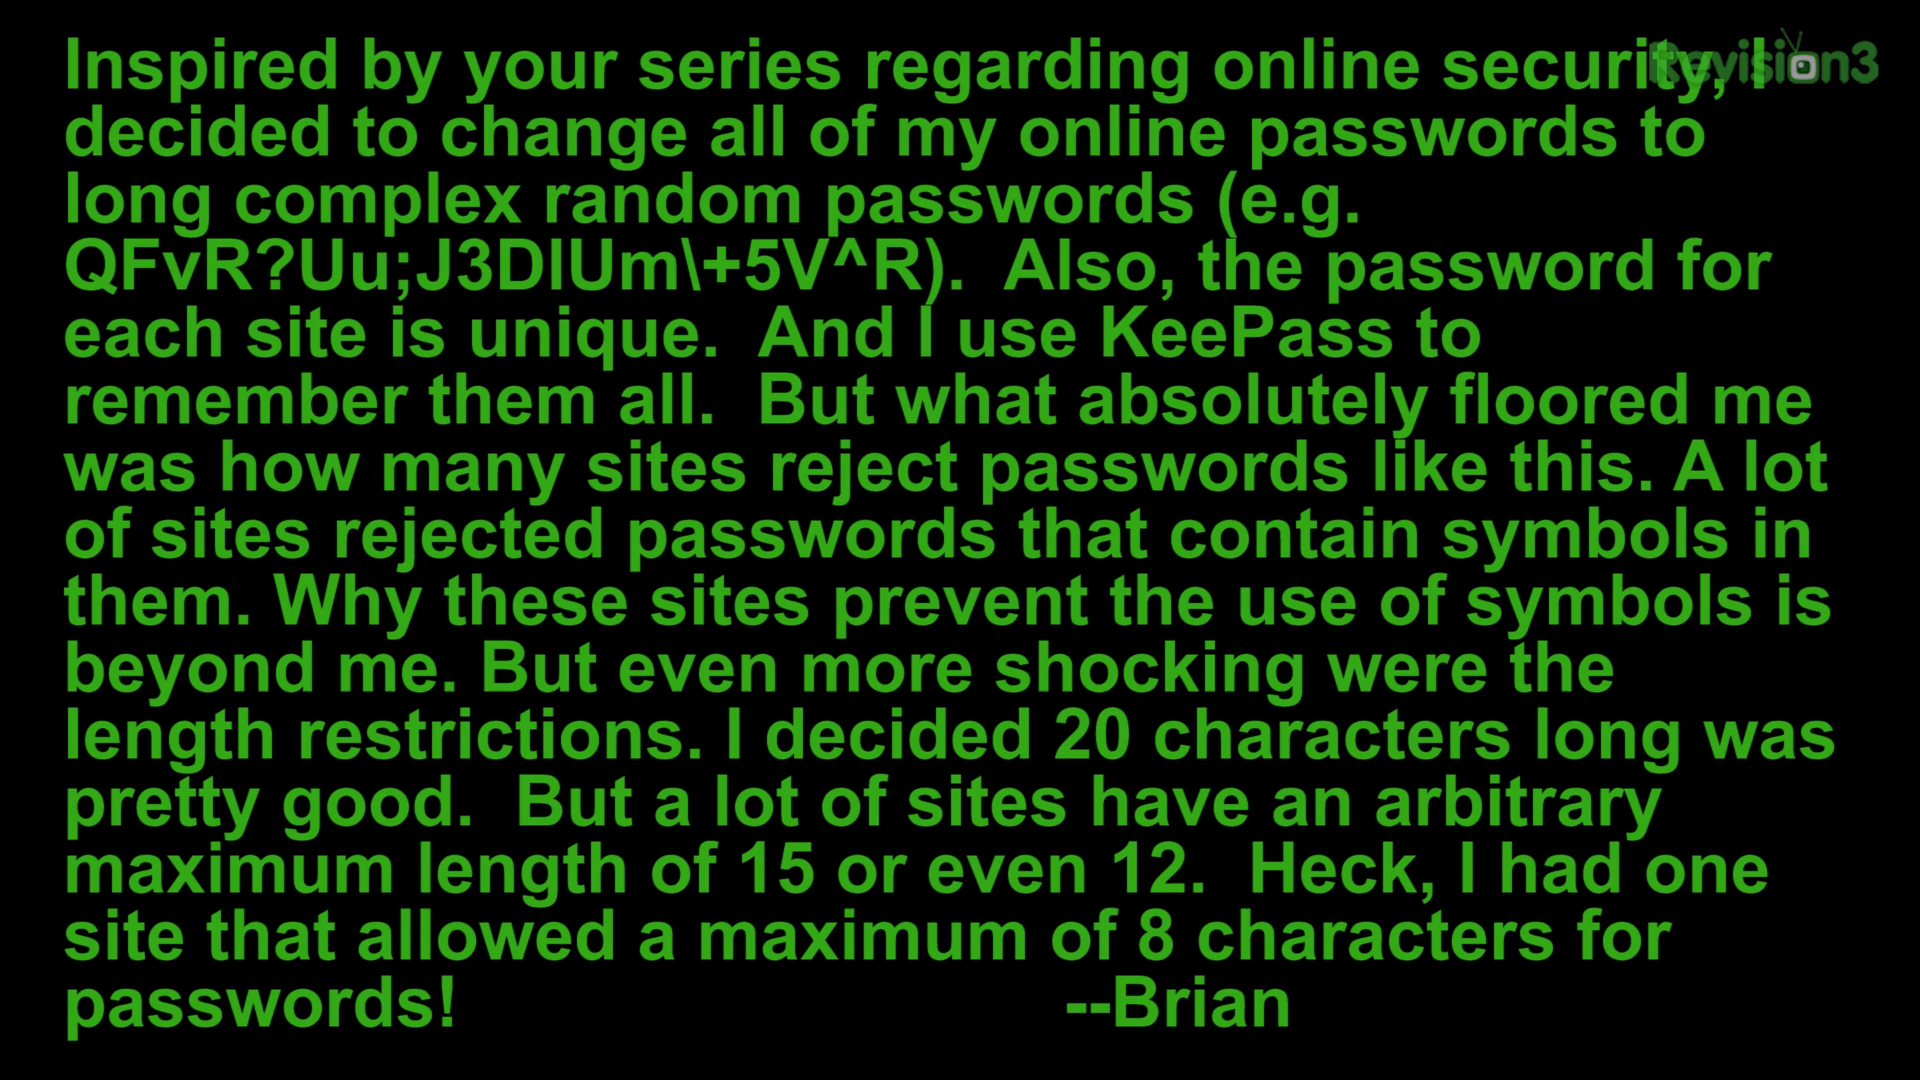 Inspired by your series regarding online security, I
decided to change all of my online passwords to
long complex random passwords (e.g.
QFvR?Uu;J3DlUm\+5V^R).  Also, the password for
each site is unique.  And I use KeePass to
remember them all.  But what absolutely floored me
was how many sites reject passwords like this. A lot
of sites rejected passwords that contain symbols in
them. Why these sites prevent the use of symbols is
beyond me. But even more shocking were the
length restrictions. I decided 20 characters long was
pretty good.  But a lot of sites have an arbitrary
maximum length of 15 or even 12.  Heck, I had one
site that allowed a maximum of 8 characters for
passwords! --Brian
Revision3